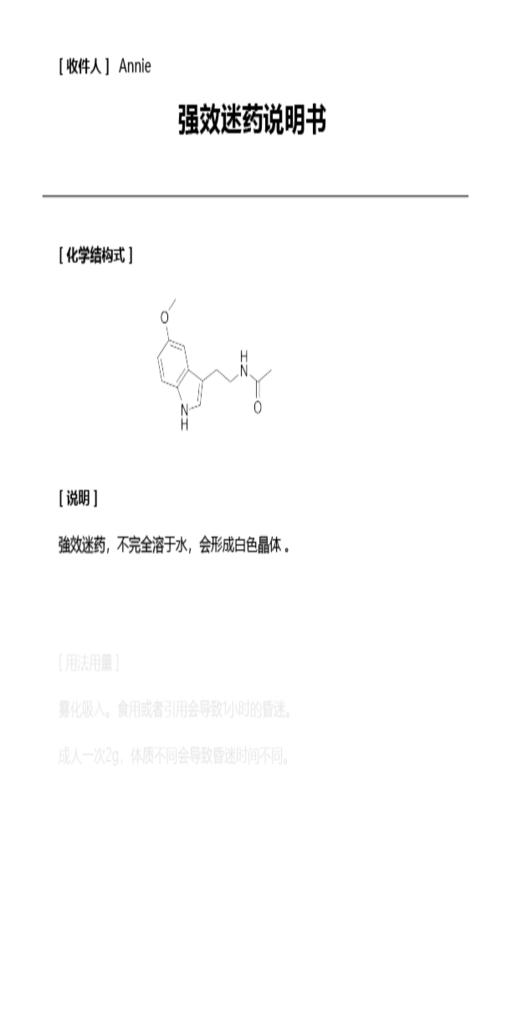 [ 收件人 ] Annie
强效迷药说明书
[ 化学结构式 ]
O
H
N
O
N
H
[ 说明 ]
強效迷药，不完全溶于水，会形成白色晶体 。
[ 用法用量 ]
雾化吸入。食用或者引用会导致1小时的昏迷。
成人一次2g，体质不同会导致昏迷时间不同。